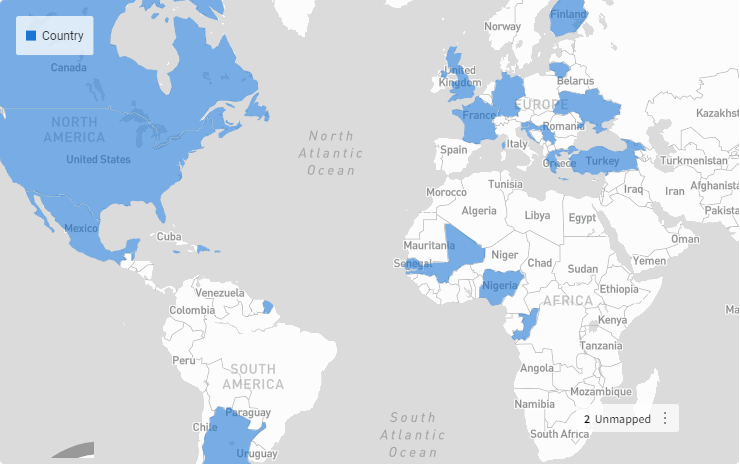 Country
Finland
Norway
Canada
United
Kingdom
Belarus
NORTH
AMERICA
EUROPE
France
Kazakhst
Romania
North
Atlantic
Ocean
United States
Spain
Italy
Greece
Turkey
Turkmenistan
Tunisia
Morocco
Iraq
Iran
Afghanista
Algeria
Libya
Egypt
Pakista
Mexico
Cuba
Mauritania
Oman
Niger
Chad
Yemen
Senegal
Sudan
Nigeria
Ethiopia
Venezuela
AFRICA
Colombia
Kenya
Ma
Tanzania
Peru
SOUTH
AMERICA
Angola
Mozambique
Namibia
Paraguay
South
Atlantic
Ocean
2 Unmapped
Chile
South Africa
Uruguay